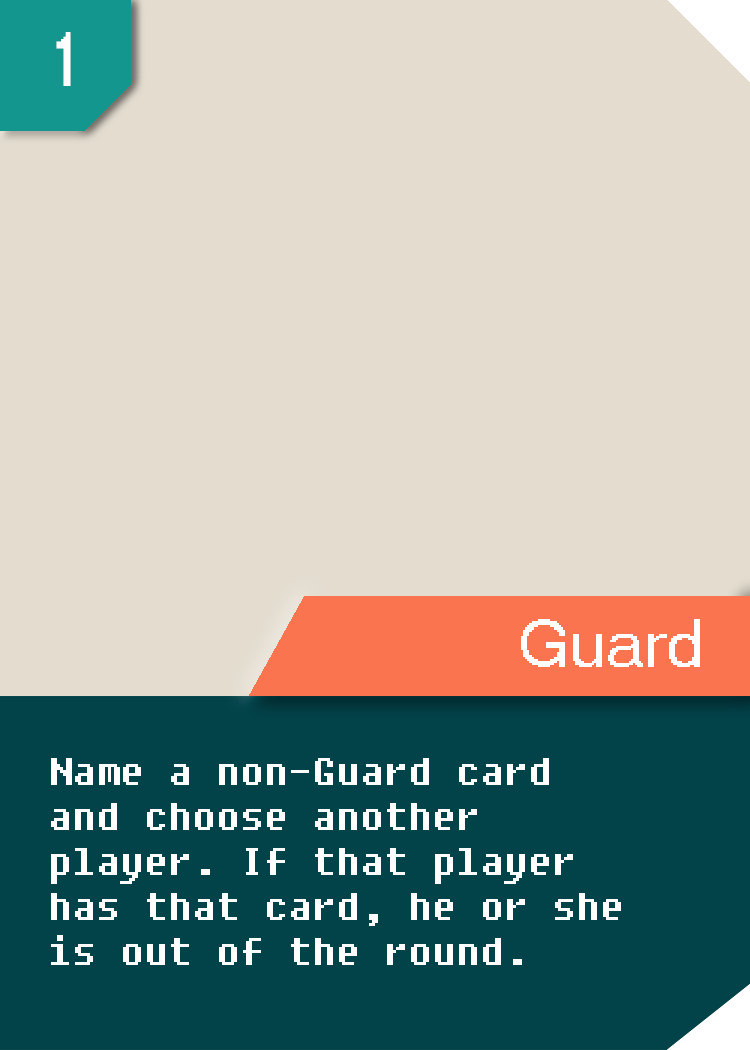 1
Guard
Name a non-Guard card
and choose another
player. If that player
has that card, he or she
is out of the round.